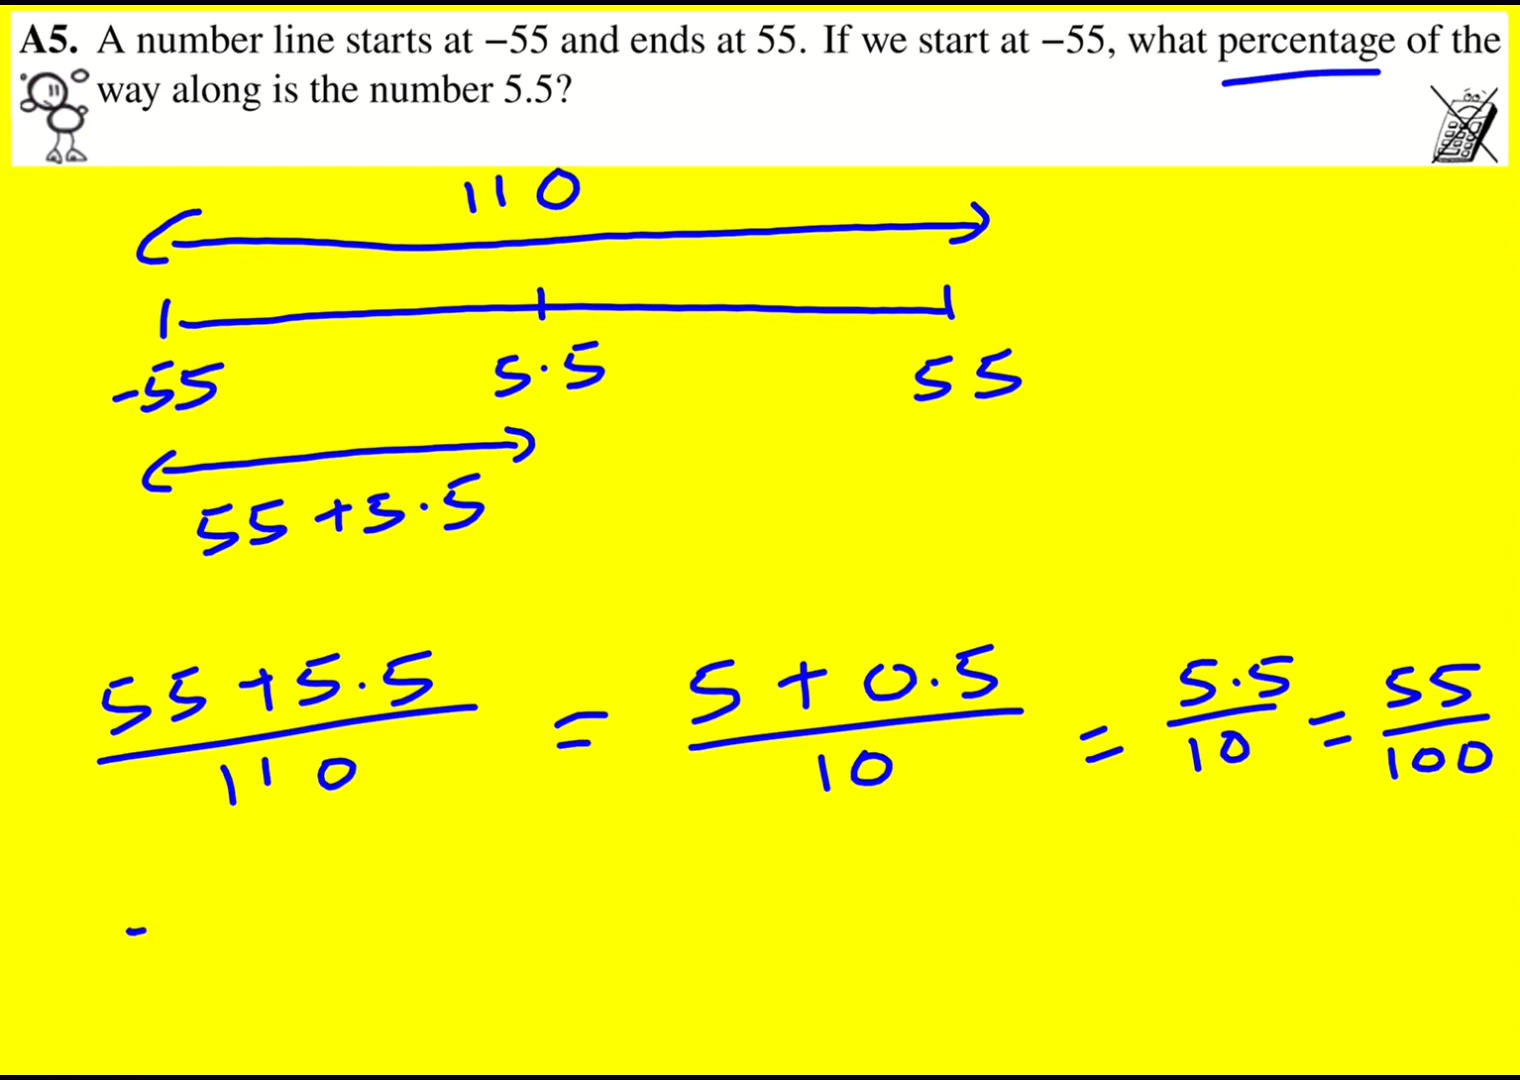 A5. A number line starts at −55 and ends at 55. If we start at −55, what percentage of the
way along is the number 5.5?
110
-55 5.5 55
55 + 5.5
55 + 5.5 / 110 = 5 + 0.5 / 10 = 5.5 / 10 = 55 / 100
-